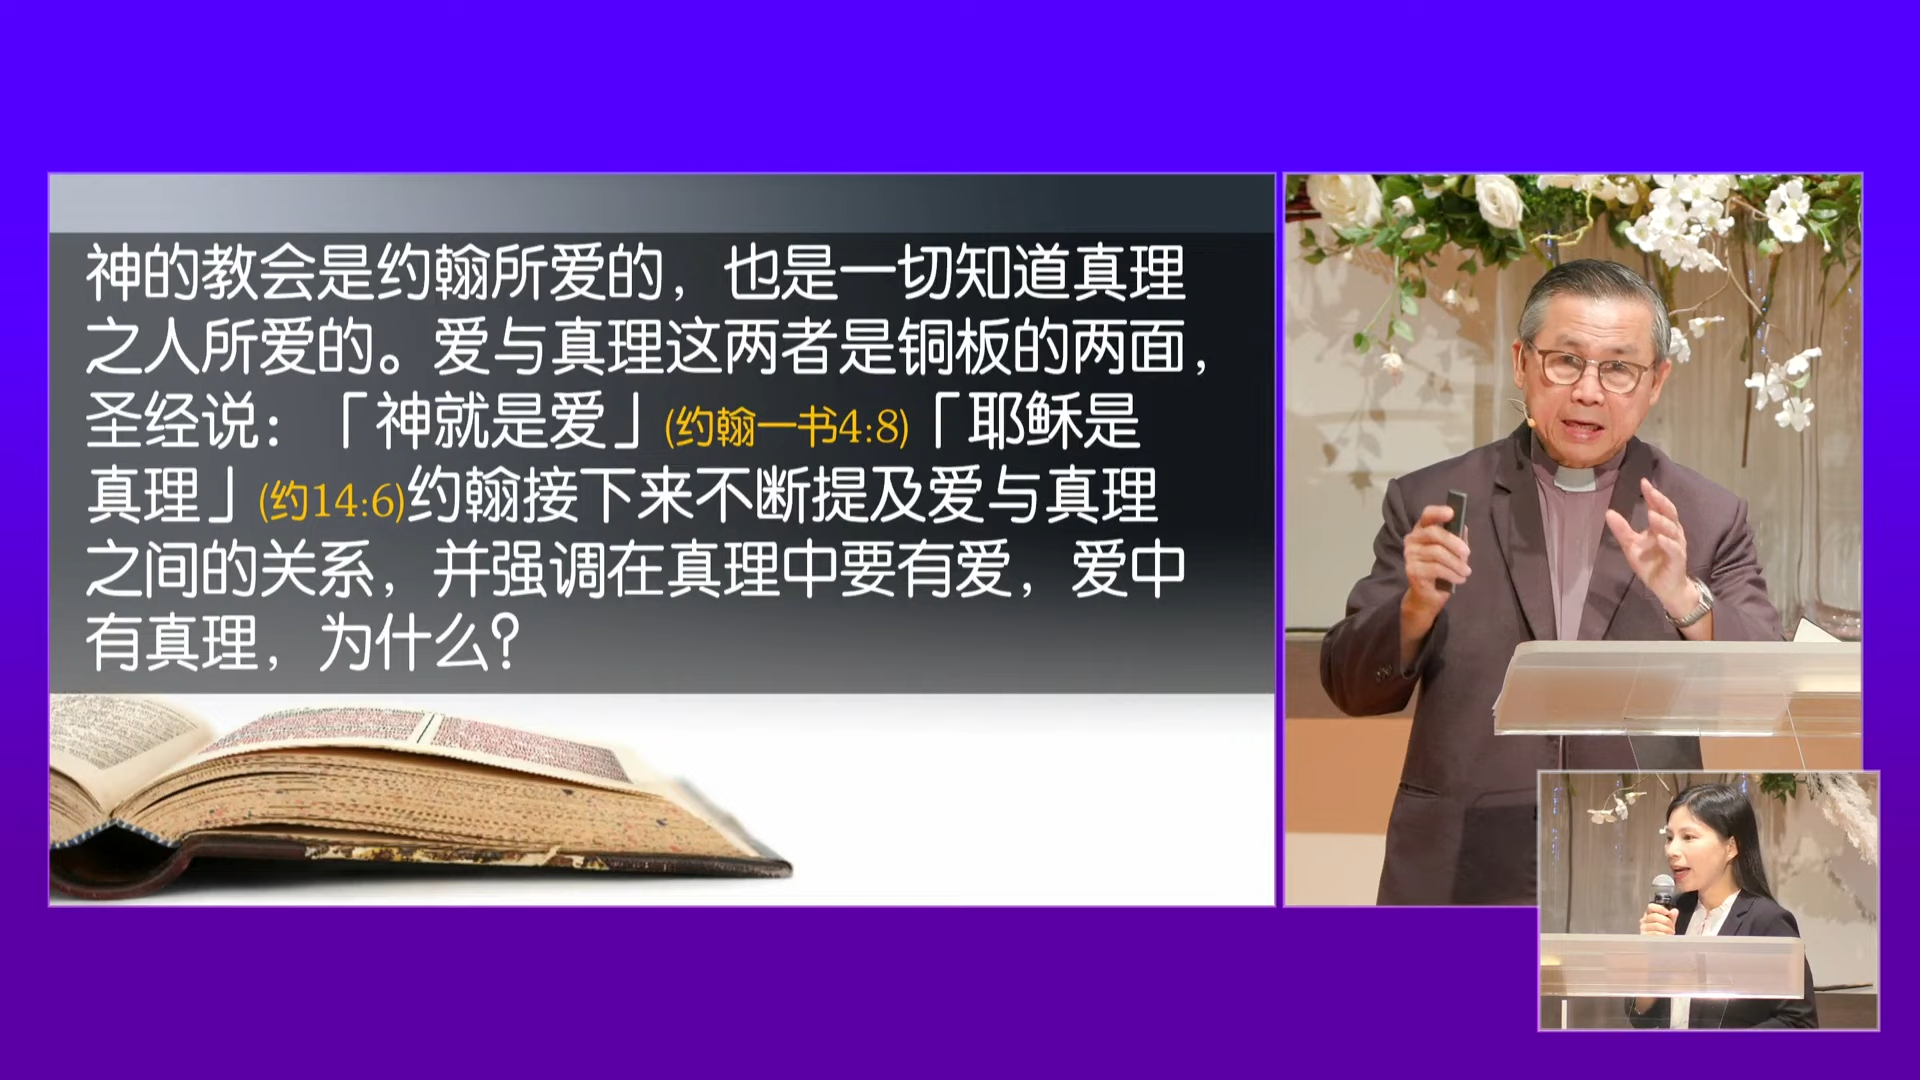 神的教会是约翰所爱的，也是一切知道真理
之人所爱的。爱与真理这两者是铜板的两面，
圣经说：「神就是爱」(约翰一书4:8)「耶稣是
真理」(约14:6)约翰接下来不断提及爱与真理
之间的关系，并强调在真理中要有爱，爱中
有真理，为什么？